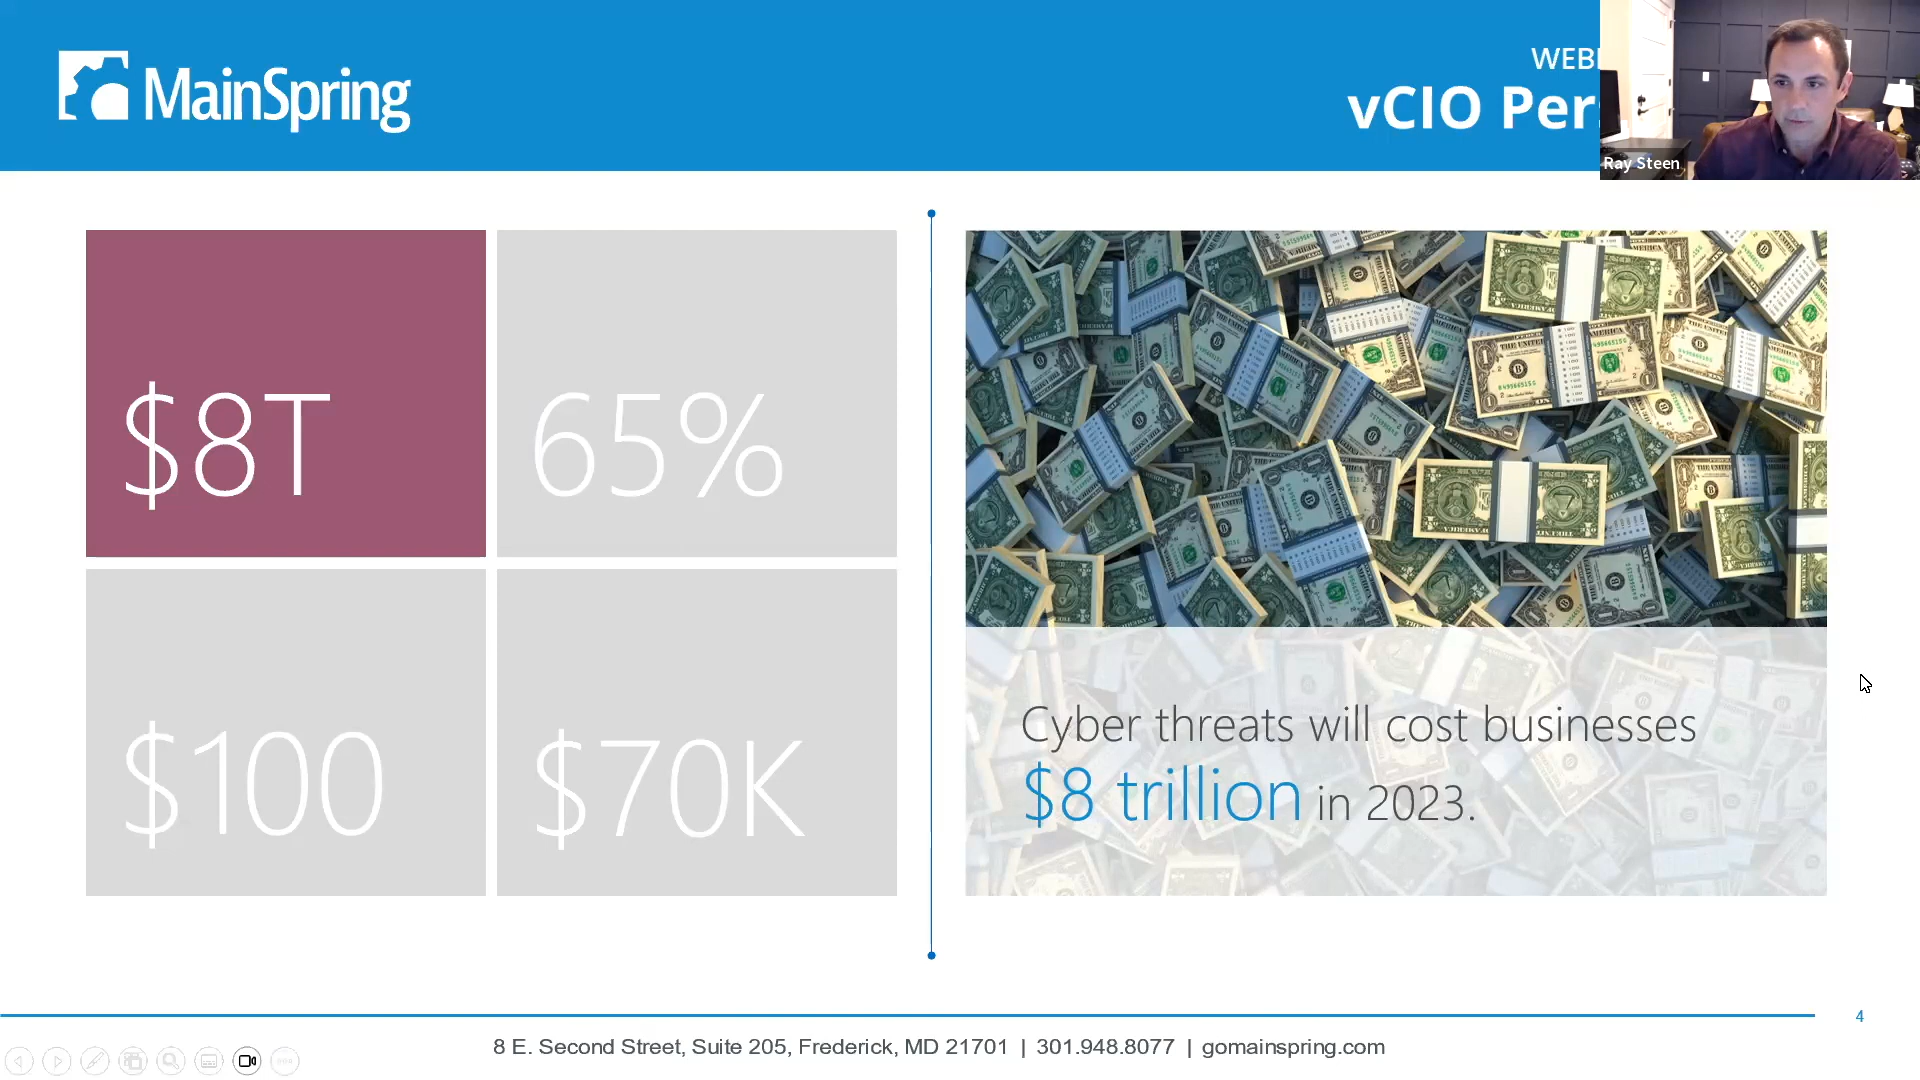 MainSpring
WEB
vCIO Per
Ray Steen
$8T
65%
$100
$70K
Cyber threats will cost businesses
$8 trillion in 2023.
4
8 E. Second Street, Suite 205, Frederick, MD 21701 | 301.948.8077 | gomainspring.com